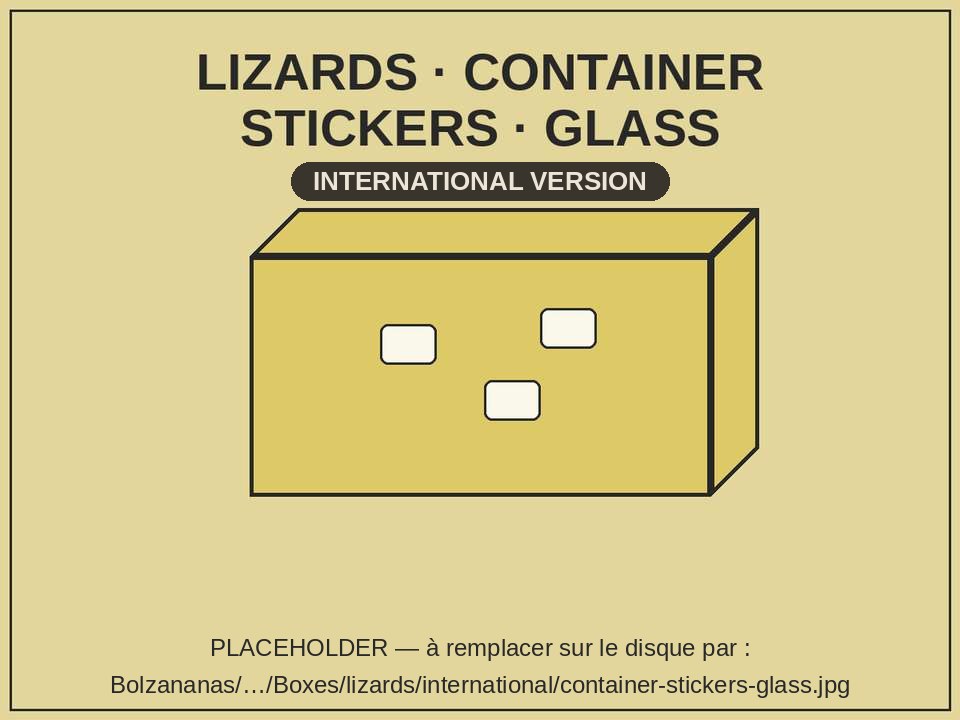 LIZARDS · CONTAINER
STICKERS · GLASS
INTERNATIONAL VERSION
PLACEHOLDER — à remplacer sur le disque par :
Bolzananas/…/Boxes/lizards/international/container-stickers-glass.jpg